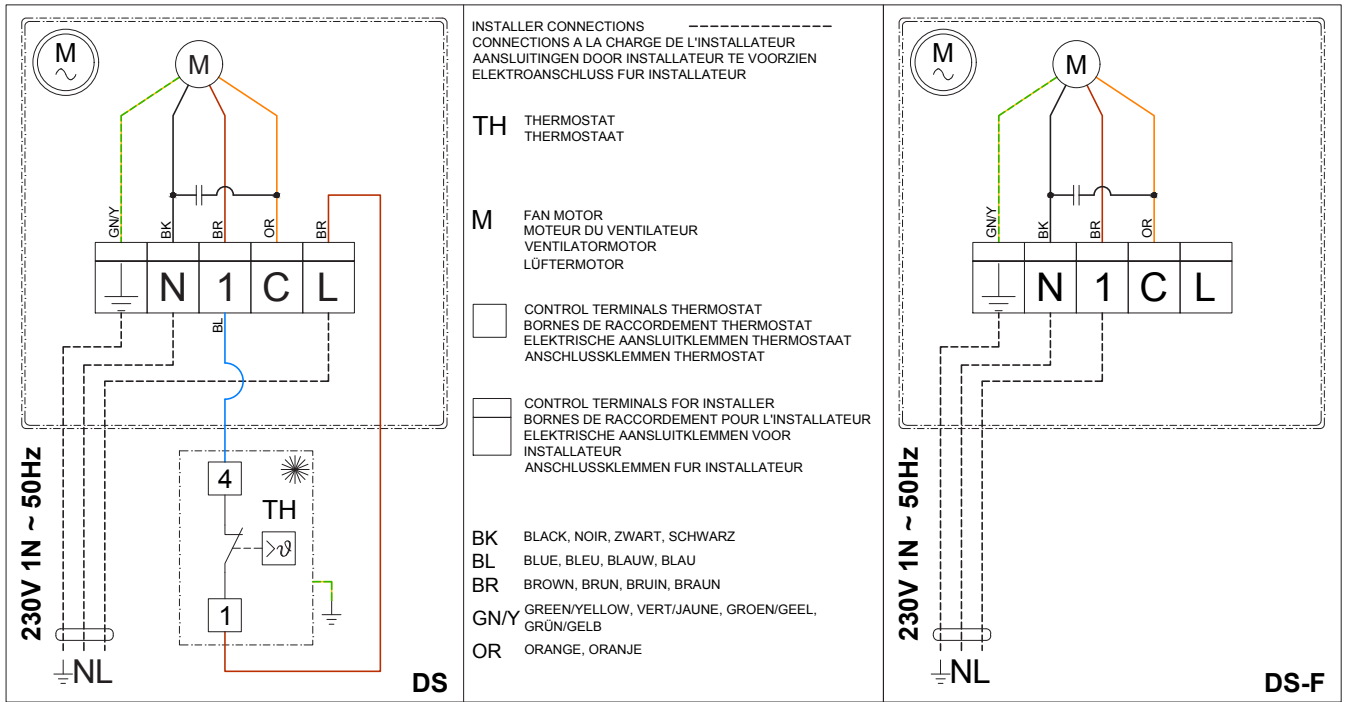 M
∼
M
GN/Y
BK
BR
OR
BR
N
1
C
L
BL
4
TH
>ϑ
1
230V 1N ~ 50Hz
NL
DS
INSTALLER CONNECTIONS
CONNECTIONS A LA CHARGE DE L'INSTALLATEUR
AANSLUITINGEN DOOR INSTALLATEUR TE VOORZIEN
ELEKTROANSCHLUSS FUR INSTALLATEUR
TH THERMOSTAT
THERMOSTAAT
M FAN MOTOR
MOTEUR DU VENTILATEUR
VENTILATORMOTOR
LÜFTERMOTOR
CONTROL TERMINALS THERMOSTAT
BORNES DE RACCORDEMENT THERMOSTAT
ELEKTRISCHE AANSLUITKLEMMEN THERMOSTAAT
ANSCHLUSSKLEMMEN THERMOSTAT
CONTROL TERMINALS FOR INSTALLER
BORNES DE RACCORDEMENT POUR L'INSTALLATEUR
ELEKTRISCHE AANSLUITKLEMMEN VOOR
INSTALLATEUR
ANSCHLUSSKLEMMEN FUR INSTALLATEUR
BK BLACK, NOIR, ZWART, SCHWARZ
BL BLUE, BLEU, BLAUW, BLAU
BR BROWN, BRUN, BRUIN, BRAUN
GN/Y GREEN/YELLOW, VERT/JAUNE, GROEN/GEEL,
GRÜN/GELB
OR ORANGE, ORANJE
M
∼
M
GN/Y
BK
BR
OR
N
1
C
L
230V 1N ~ 50Hz
NL
DS-F